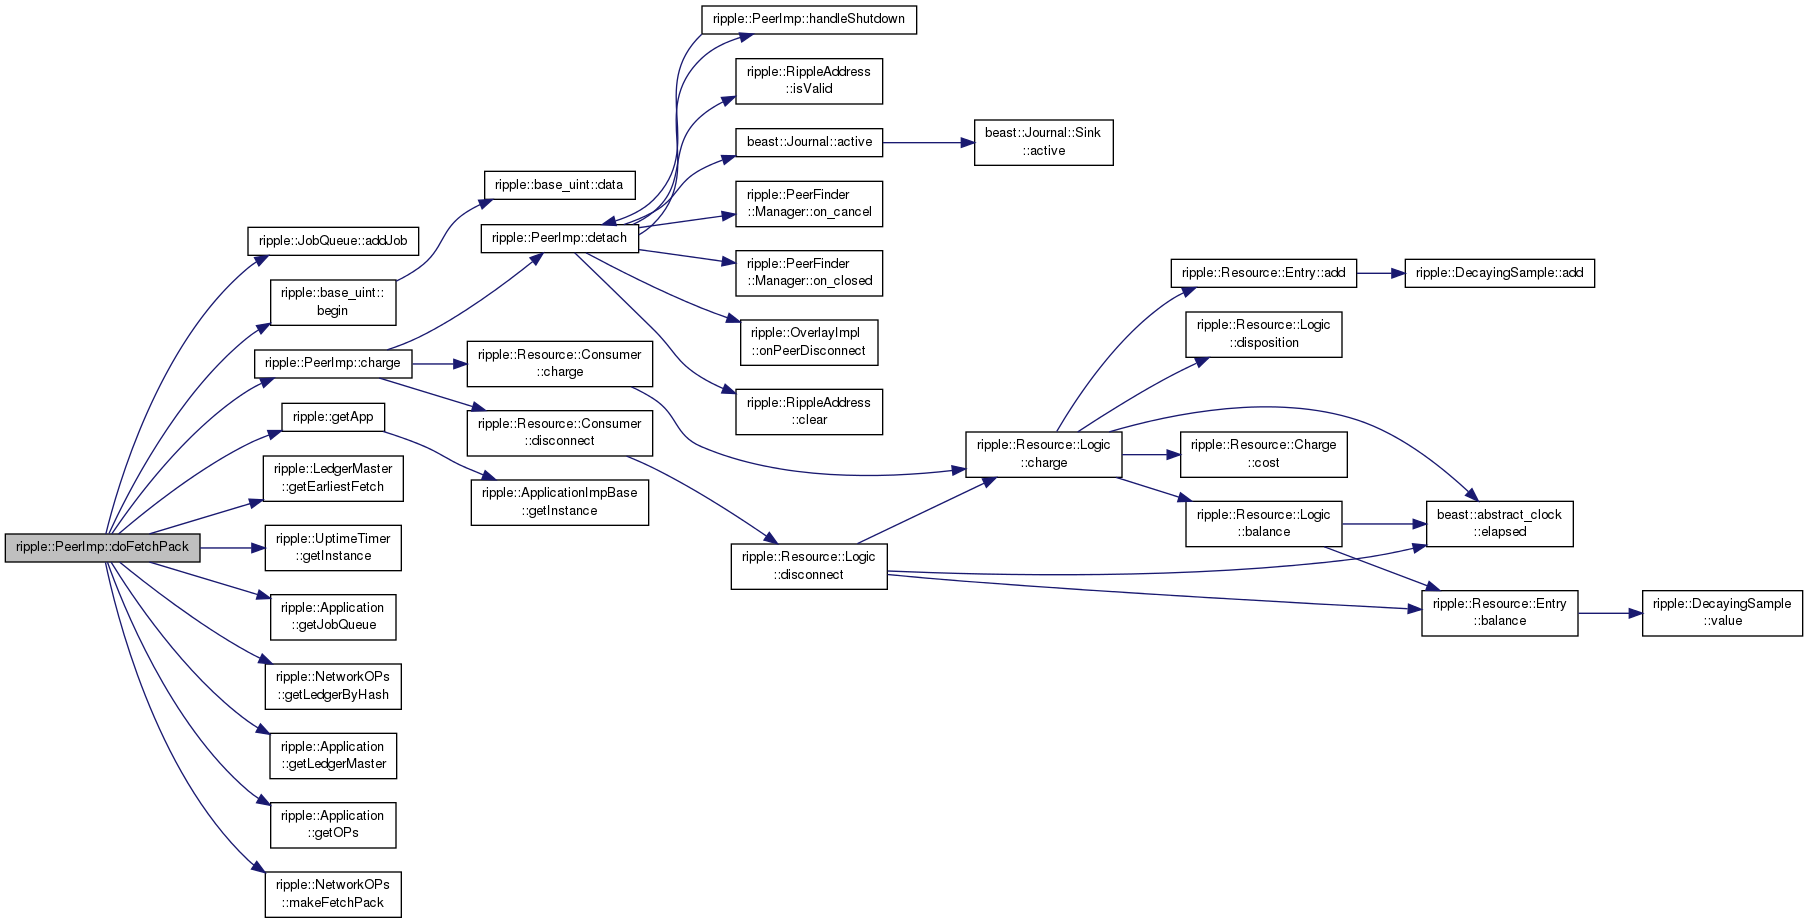 ripple::PeerImp::doFetchPack
ripple::JobQueue::addJob
ripple::base_uint::
begin
ripple::PeerImp::charge
ripple::getApp
ripple::LedgerMaster
::getEarliestFetch
ripple::UptimeTimer
::getInstance
ripple::Application
::getJobQueue
ripple::NetworkOPs
::getLedgerByHash
ripple::Application
::getLedgerMaster
ripple::Application
::getOPs
ripple::NetworkOPs
::makeFetchPack
ripple::base_uint::data
ripple::PeerImp::detach
ripple::Resource::Consumer
::charge
ripple::Resource::Consumer
::disconnect
ripple::ApplicationImpBase
::getInstance
ripple::PeerImp::handleShutdown
ripple::RippleAddress
::isValid
beast::Journal::active
ripple::PeerFinder
::Manager::on_cancel
ripple::PeerFinder
::Manager::on_closed
ripple::OverlayImpl
::onPeerDisconnect
ripple::RippleAddress
::clear
ripple::Resource::Logic
::disconnect
beast::Journal::Sink
::active
ripple::Resource::Logic
::charge
ripple::Resource::Entry::add
ripple::Resource::Logic
::disposition
ripple::Resource::Charge
::cost
ripple::Resource::Logic
::balance
ripple::DecayingSample::add
beast::abstract_clock
::elapsed
ripple::Resource::Entry
::balance
ripple::DecayingSample
::value